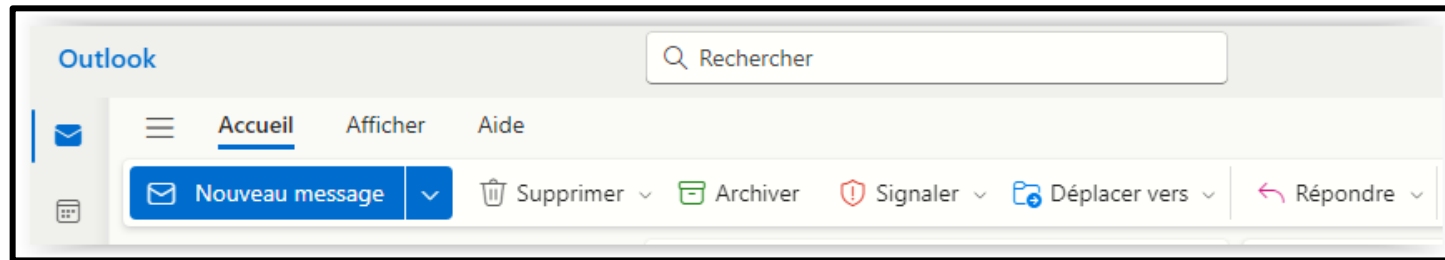 Outlook
Rechercher
Accueil Afficher Aide
Nouveau message Supprimer Archiver Signaler Déplacer vers Répondre